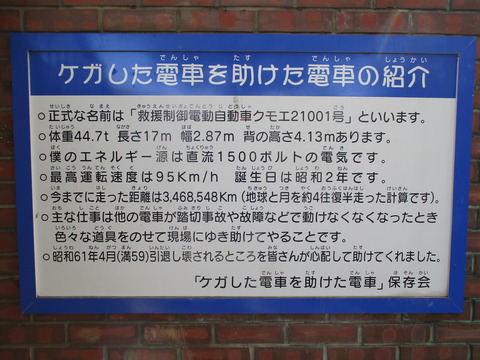 ケガした電車を助けた電車の紹介
○正式な名前は「救援制御電動自動車クモエ21001号」といいます。
○体重44.7t 長さ17m 幅2.87m 背の高さ4.13mあります。
○僕のエネルギー源は直流1500ボルトの電気です。
○最高運転速度は95Km/h 誕生日は昭和2年です。
○今までに走った距離は3,468,548Km(地球と月を約4往復半走った計算です)。
○主な仕事は他の電車が踏切事故や故障などで動けなくなったとき
色々な道具をのせて現場にゆき助けてやることです。
○昭和61年4月(満59)引退し壊されるところを皆さんが心配して助けてくれました。
「ケガした電車を助けた電車」保存会